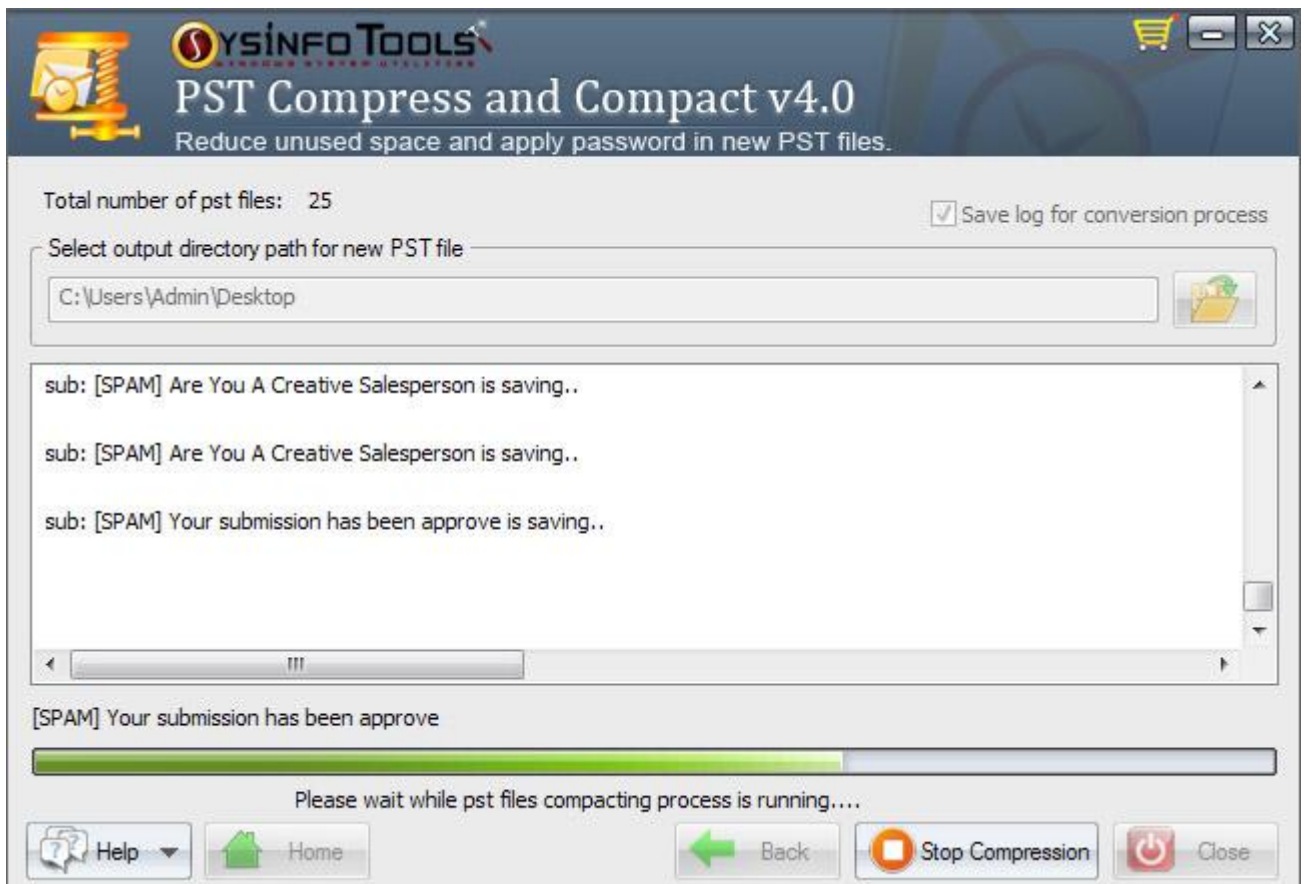 SYSINFO TOOLS
WINDOWS SYSTEM UTILITIES
PST Compress and Compact v4.0
Reduce unused space and apply password in new PST files.
Total number of pst files: 25
Save log for conversion process
Select output directory path for new PST file
C:\Users\Admin\Desktop
sub: [SPAM] Are You A Creative Salesperson is saving..
sub: [SPAM] Are You A Creative Salesperson is saving..
sub: [SPAM] Your submission has been approve is saving..
[SPAM] Your submission has been approve
Please wait while pst files compacting process is running....
Help Home Back Stop Compression Close